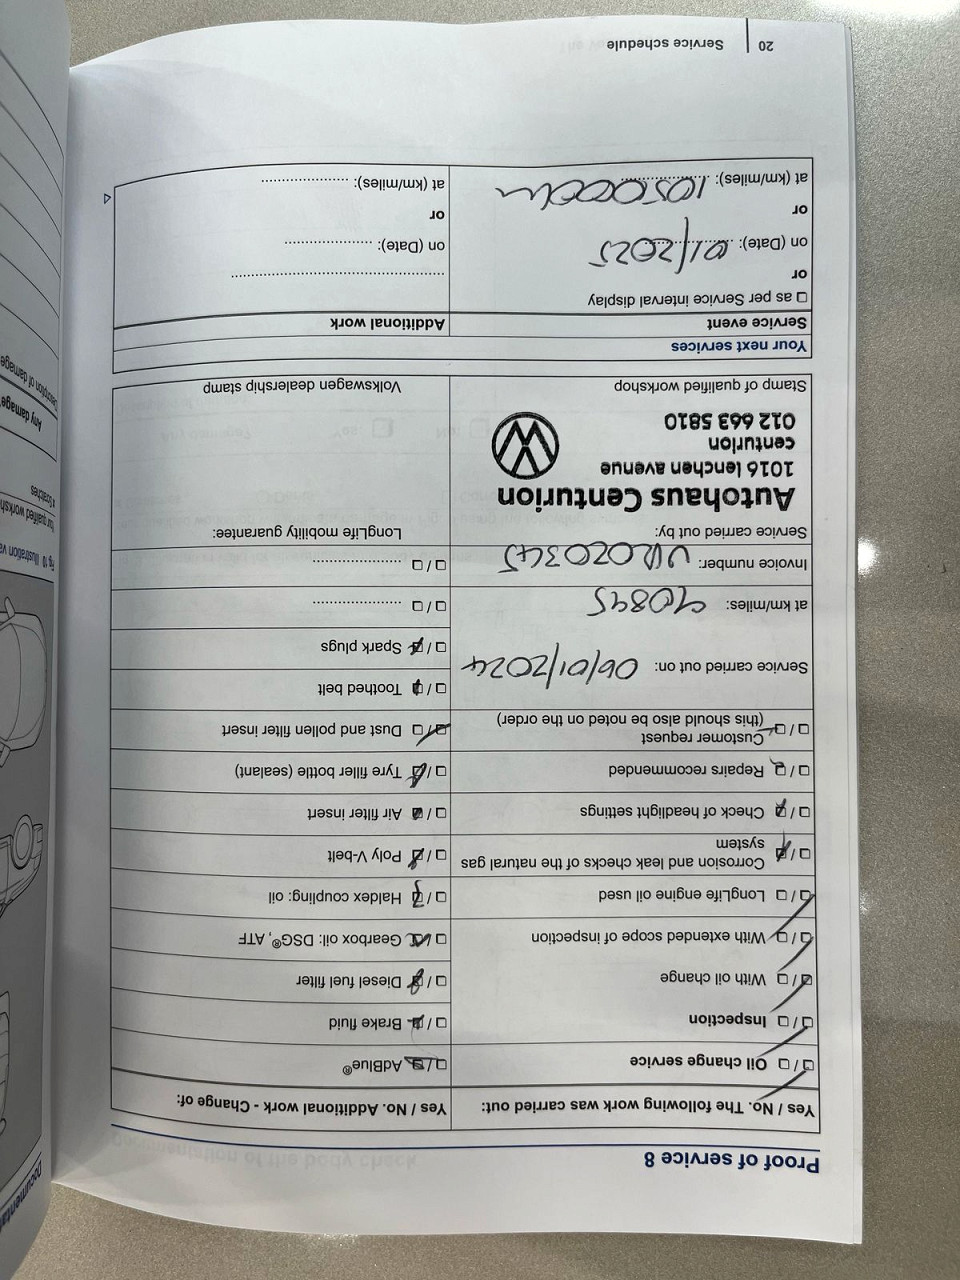 Proof of service 8
Yes / No. The following work was carried out:
Yes / No. Additional work - Change of:
Oil change service
Inspection
With oil change
With extended scope of inspection
LongLife engine oil used
Corrosion and leak checks of the natural gas
system
Check of headlight settings
Repairs recommended
Customer request
(this should also be noted on the order)
Service carried out on: 06/01/2024
at km/miles: 90845
Invoice number:
Service carried out by:
Autohaus Centurion
1016 lenchen avenue
centurion
012 663 5810
Stamp of qualified workshop
AdBlue®
Brake fluid
Diesel fuel filter
Gearbox oil: DSG®, ATF
Haldex coupling: oil
Poly V-belt
Air filter insert
Tyre filler bottle (sealant)
Dust and pollen filter insert
Toothed belt
Spark plugs
LongLife mobility guarantee:
Volkswagen dealership stamp
Your next services
Service event
as per Service interval display
or
on (Date): 01/2025
or
at (km/miles): 105000km
Additional work
on (Date):
or
at (km/miles):
20
Service schedule